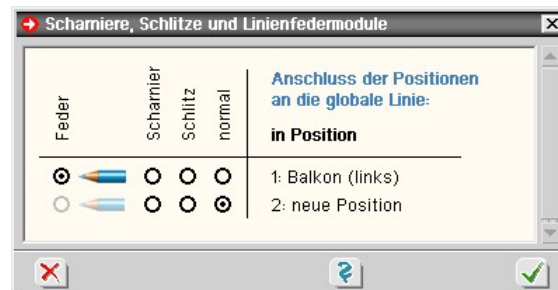 Scharniere, Schlitze und Linienfedermodule
Feder
Scharnier
Schlitz
normal
Anschluss der Positionen
an die globale Linie:
in Position
1: Balkon (links)
2: neue Position